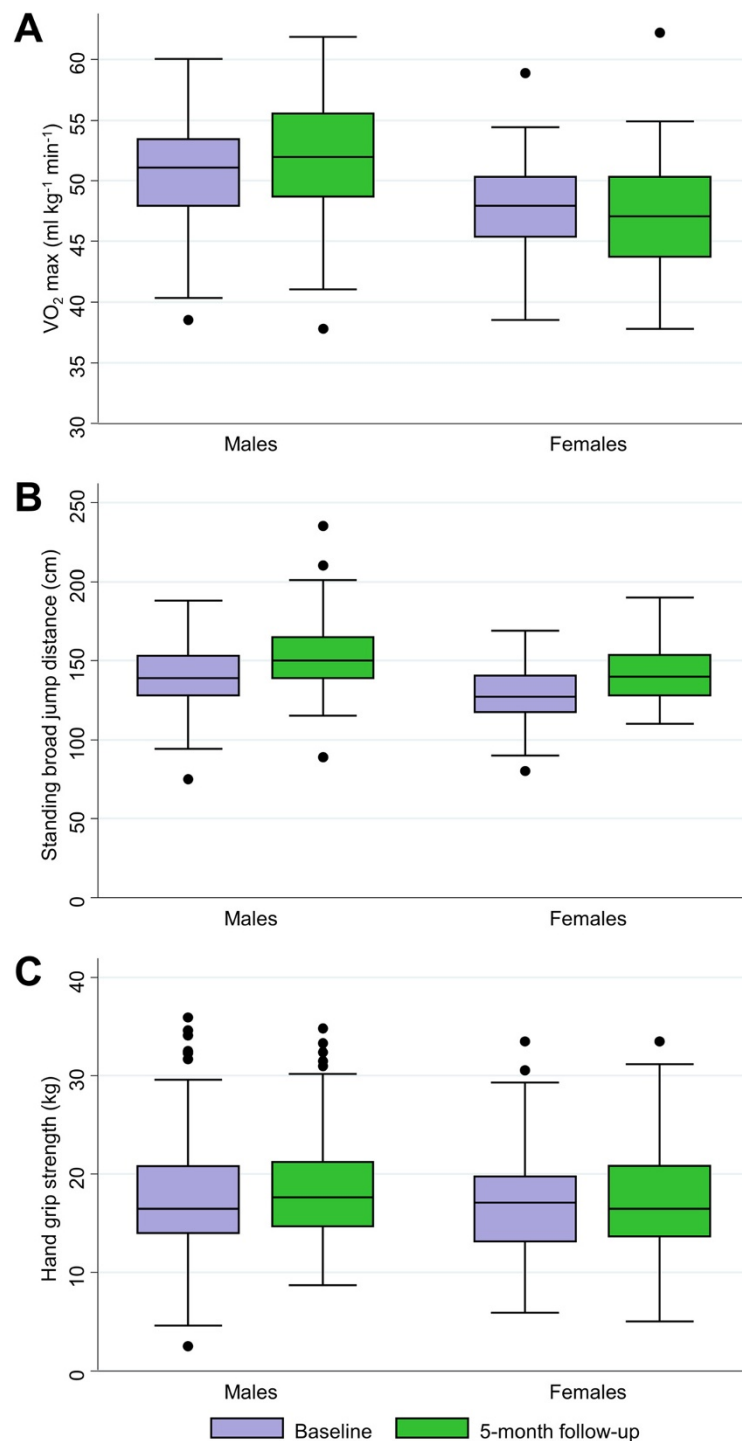 A
VO₂ max (ml kg⁻¹ min⁻¹)
60
55
50
45
40
35
30
Males Females
B
Standing broad jump distance (cm)
250
200
150
100
50
0
Males Females
C
Hand grip strength (kg)
40
30
20
10
0
Males Females
Baseline 5-month follow-up